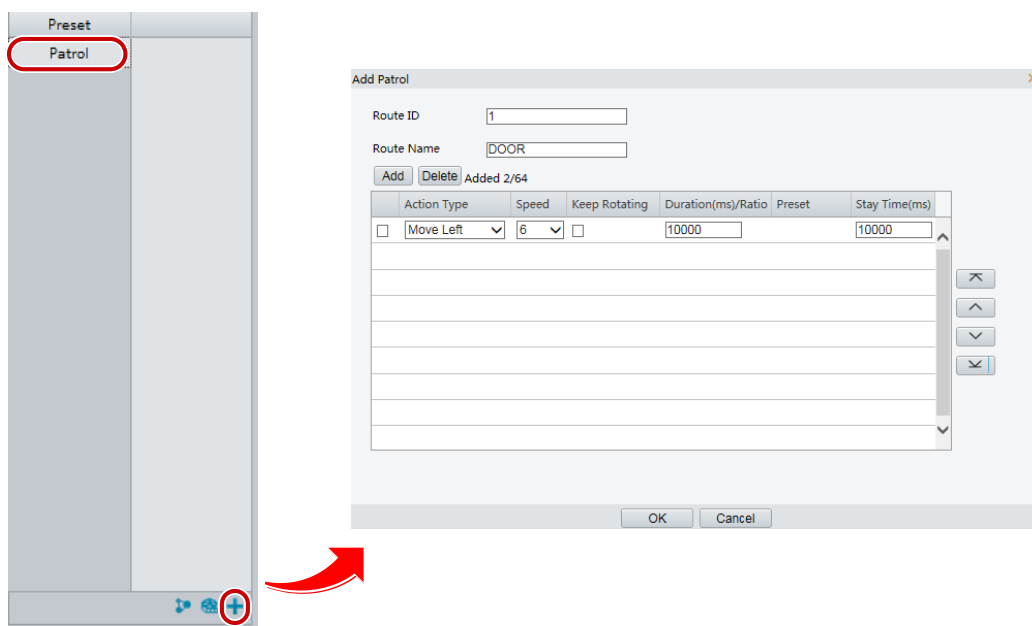 Preset
Patrol
Add Patrol
Route ID 1
Route Name DOOR
Add Delete Added 2/64
Action Type Speed Keep Rotating Duration(ms)/Ratio Preset Stay Time(ms)
Move Left 6 10000 10000
OK Cancel